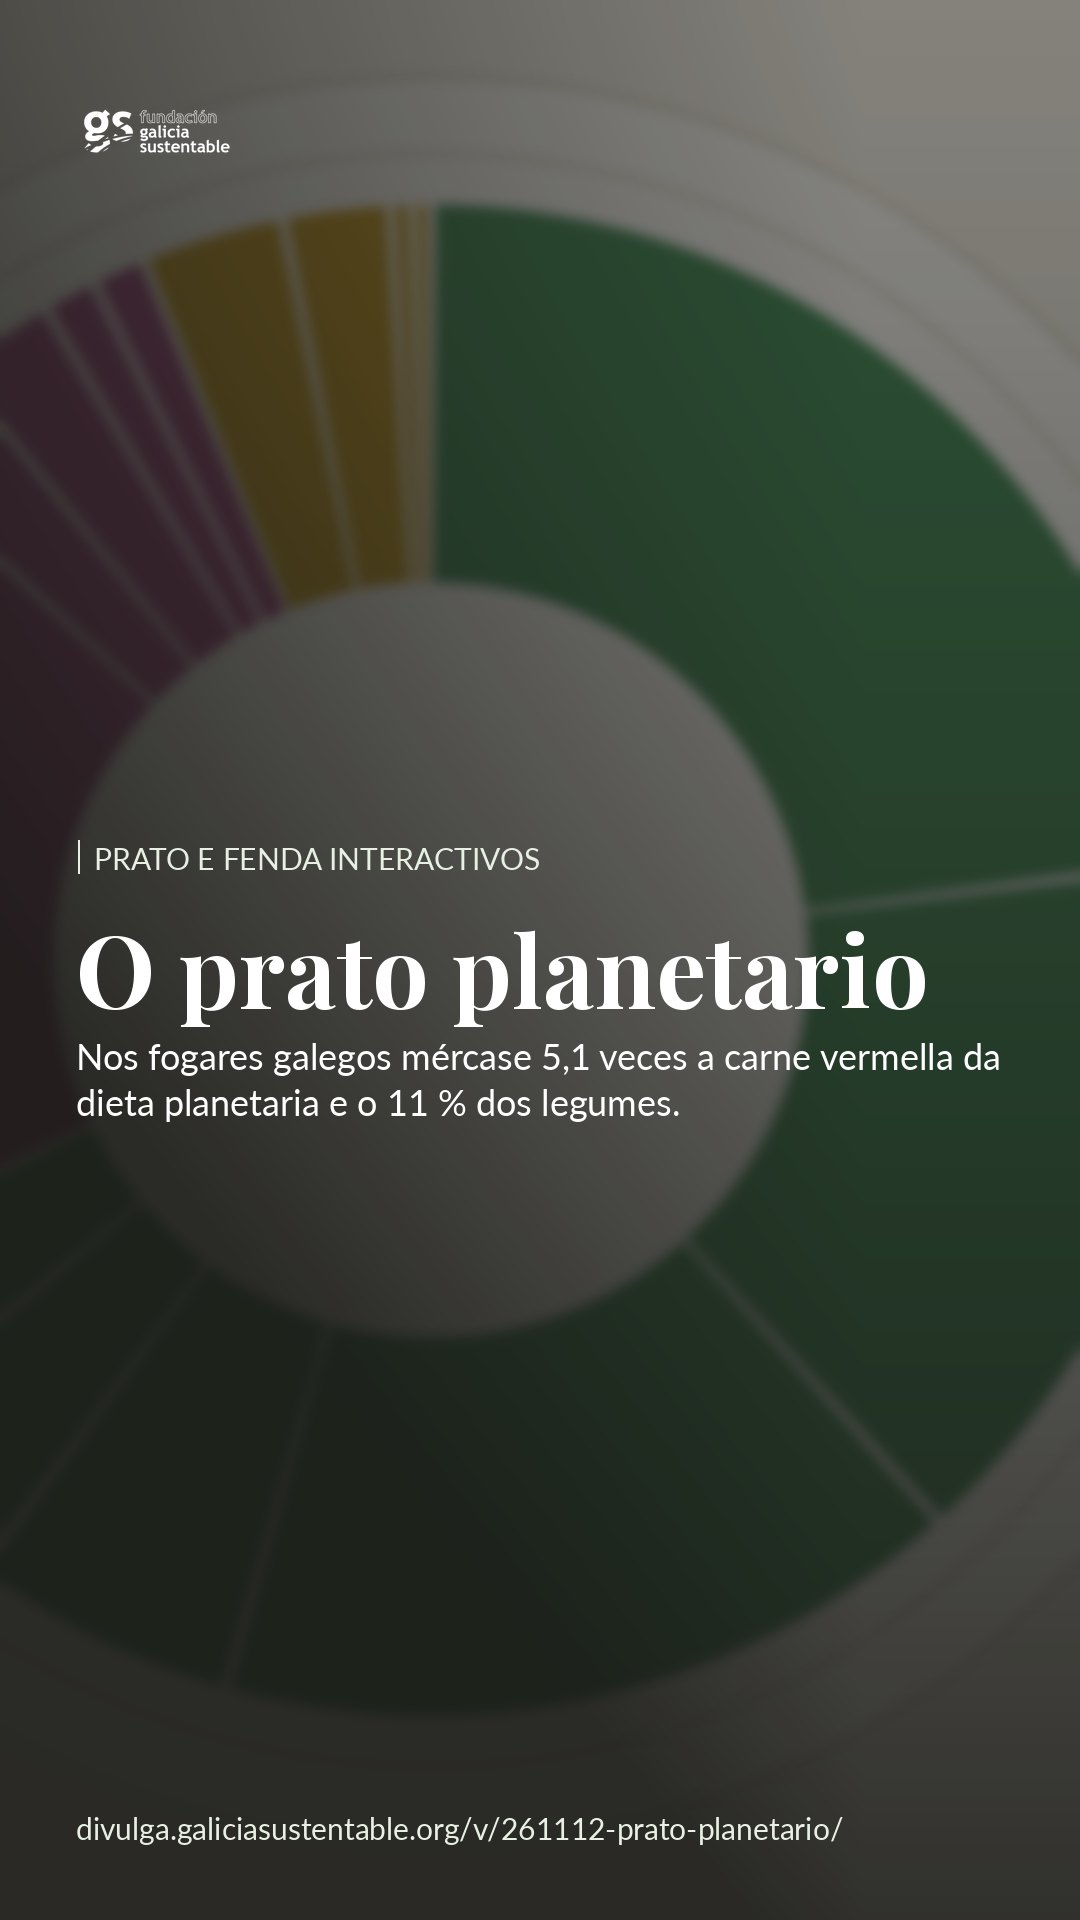 gs
fundación
galicia
sustentable
PRATO E FENDA INTERACTIVOS
O prato planetario
Nos fogares galegos mércase 5,1 veces a carne vermella da
dieta planetaria e o 11 % dos legumes.
divulga.galiciasustentable.org/v/261112-prato-planetario/